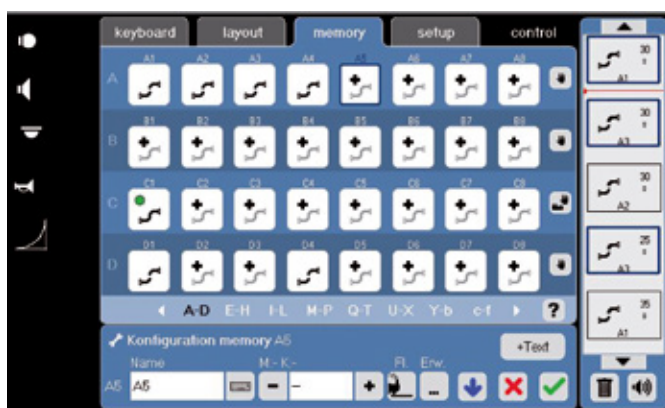 keyboard layout memory setup control
A1 A2 A3 A4 A5 A6 A7 A8
A
B1 B2 B3 B4 B5 B6 B7 B8
B
C1 C2 C3 C4 C5 C6 C7 C8
C
D1 D2 D3 D4 D5 D6 D7 D8
D
A-D E-H I-L M-P Q-T U-X Y-b c-f ?
Konfiguration memory A5
+Text
Name M.- K.- Fl. Erw.
A5 A5 - - + ...
30
A1
30
A3
30
A2
25
A3
A1